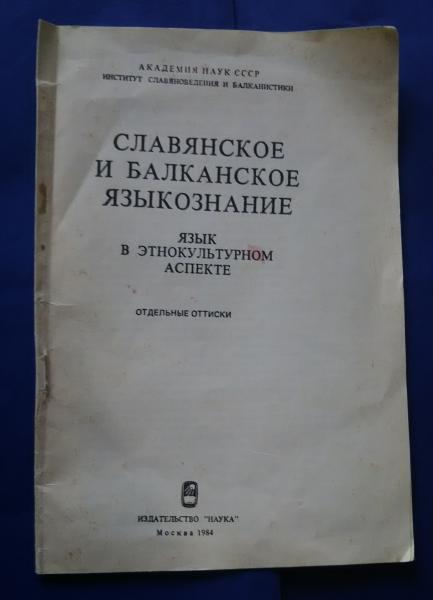 АКАДЕМИЯ НАУК СССР
ИНСТИТУТ СЛАВЯНОВЕДЕНИЯ И БАЛКАНИСТИКИ
СЛАВЯНСКОЕ
И БАЛКАНСКОЕ
ЯЗЫКОЗНАНИЕ
ЯЗЫК
В ЭТНОКУЛЬТУРНОМ
АСПЕКТЕ
ОТДЕЛЬНЫЕ ОТТИСКИ
ИЗДАТЕЛЬСТВО "НАУКА"
Москва 1984